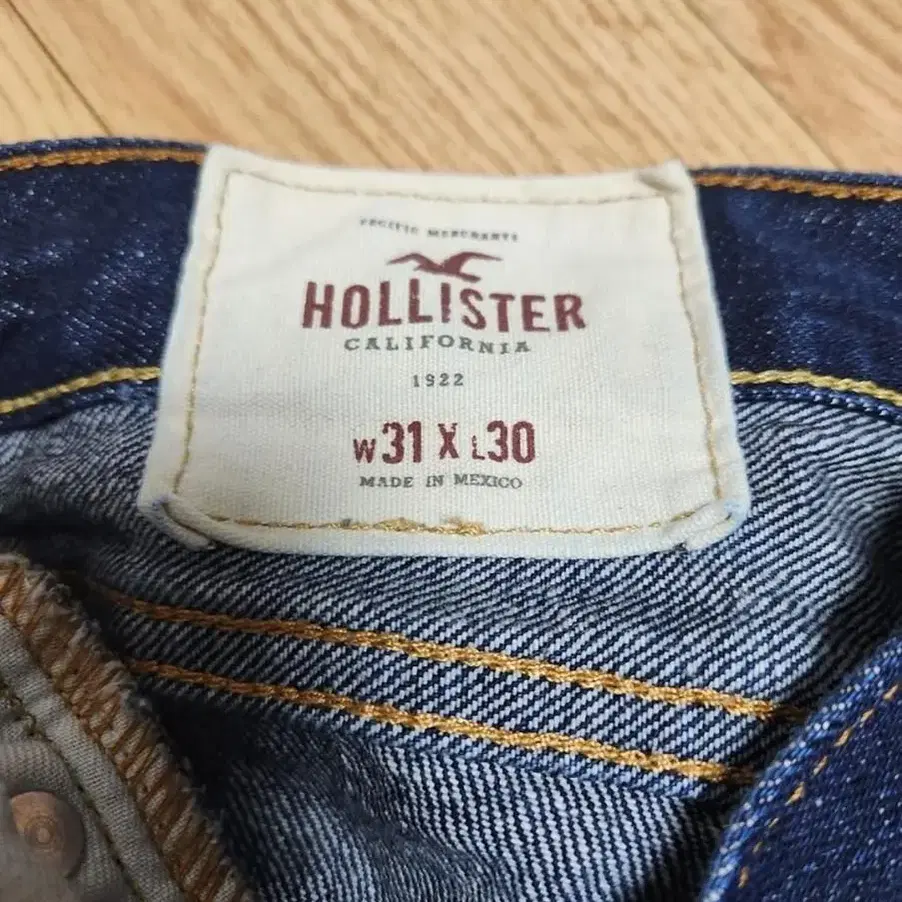 PACIFIC MERCHANTS
HOLLISTER
CALIFORNIA
1922
W31 X L30
MADE IN MEXICO